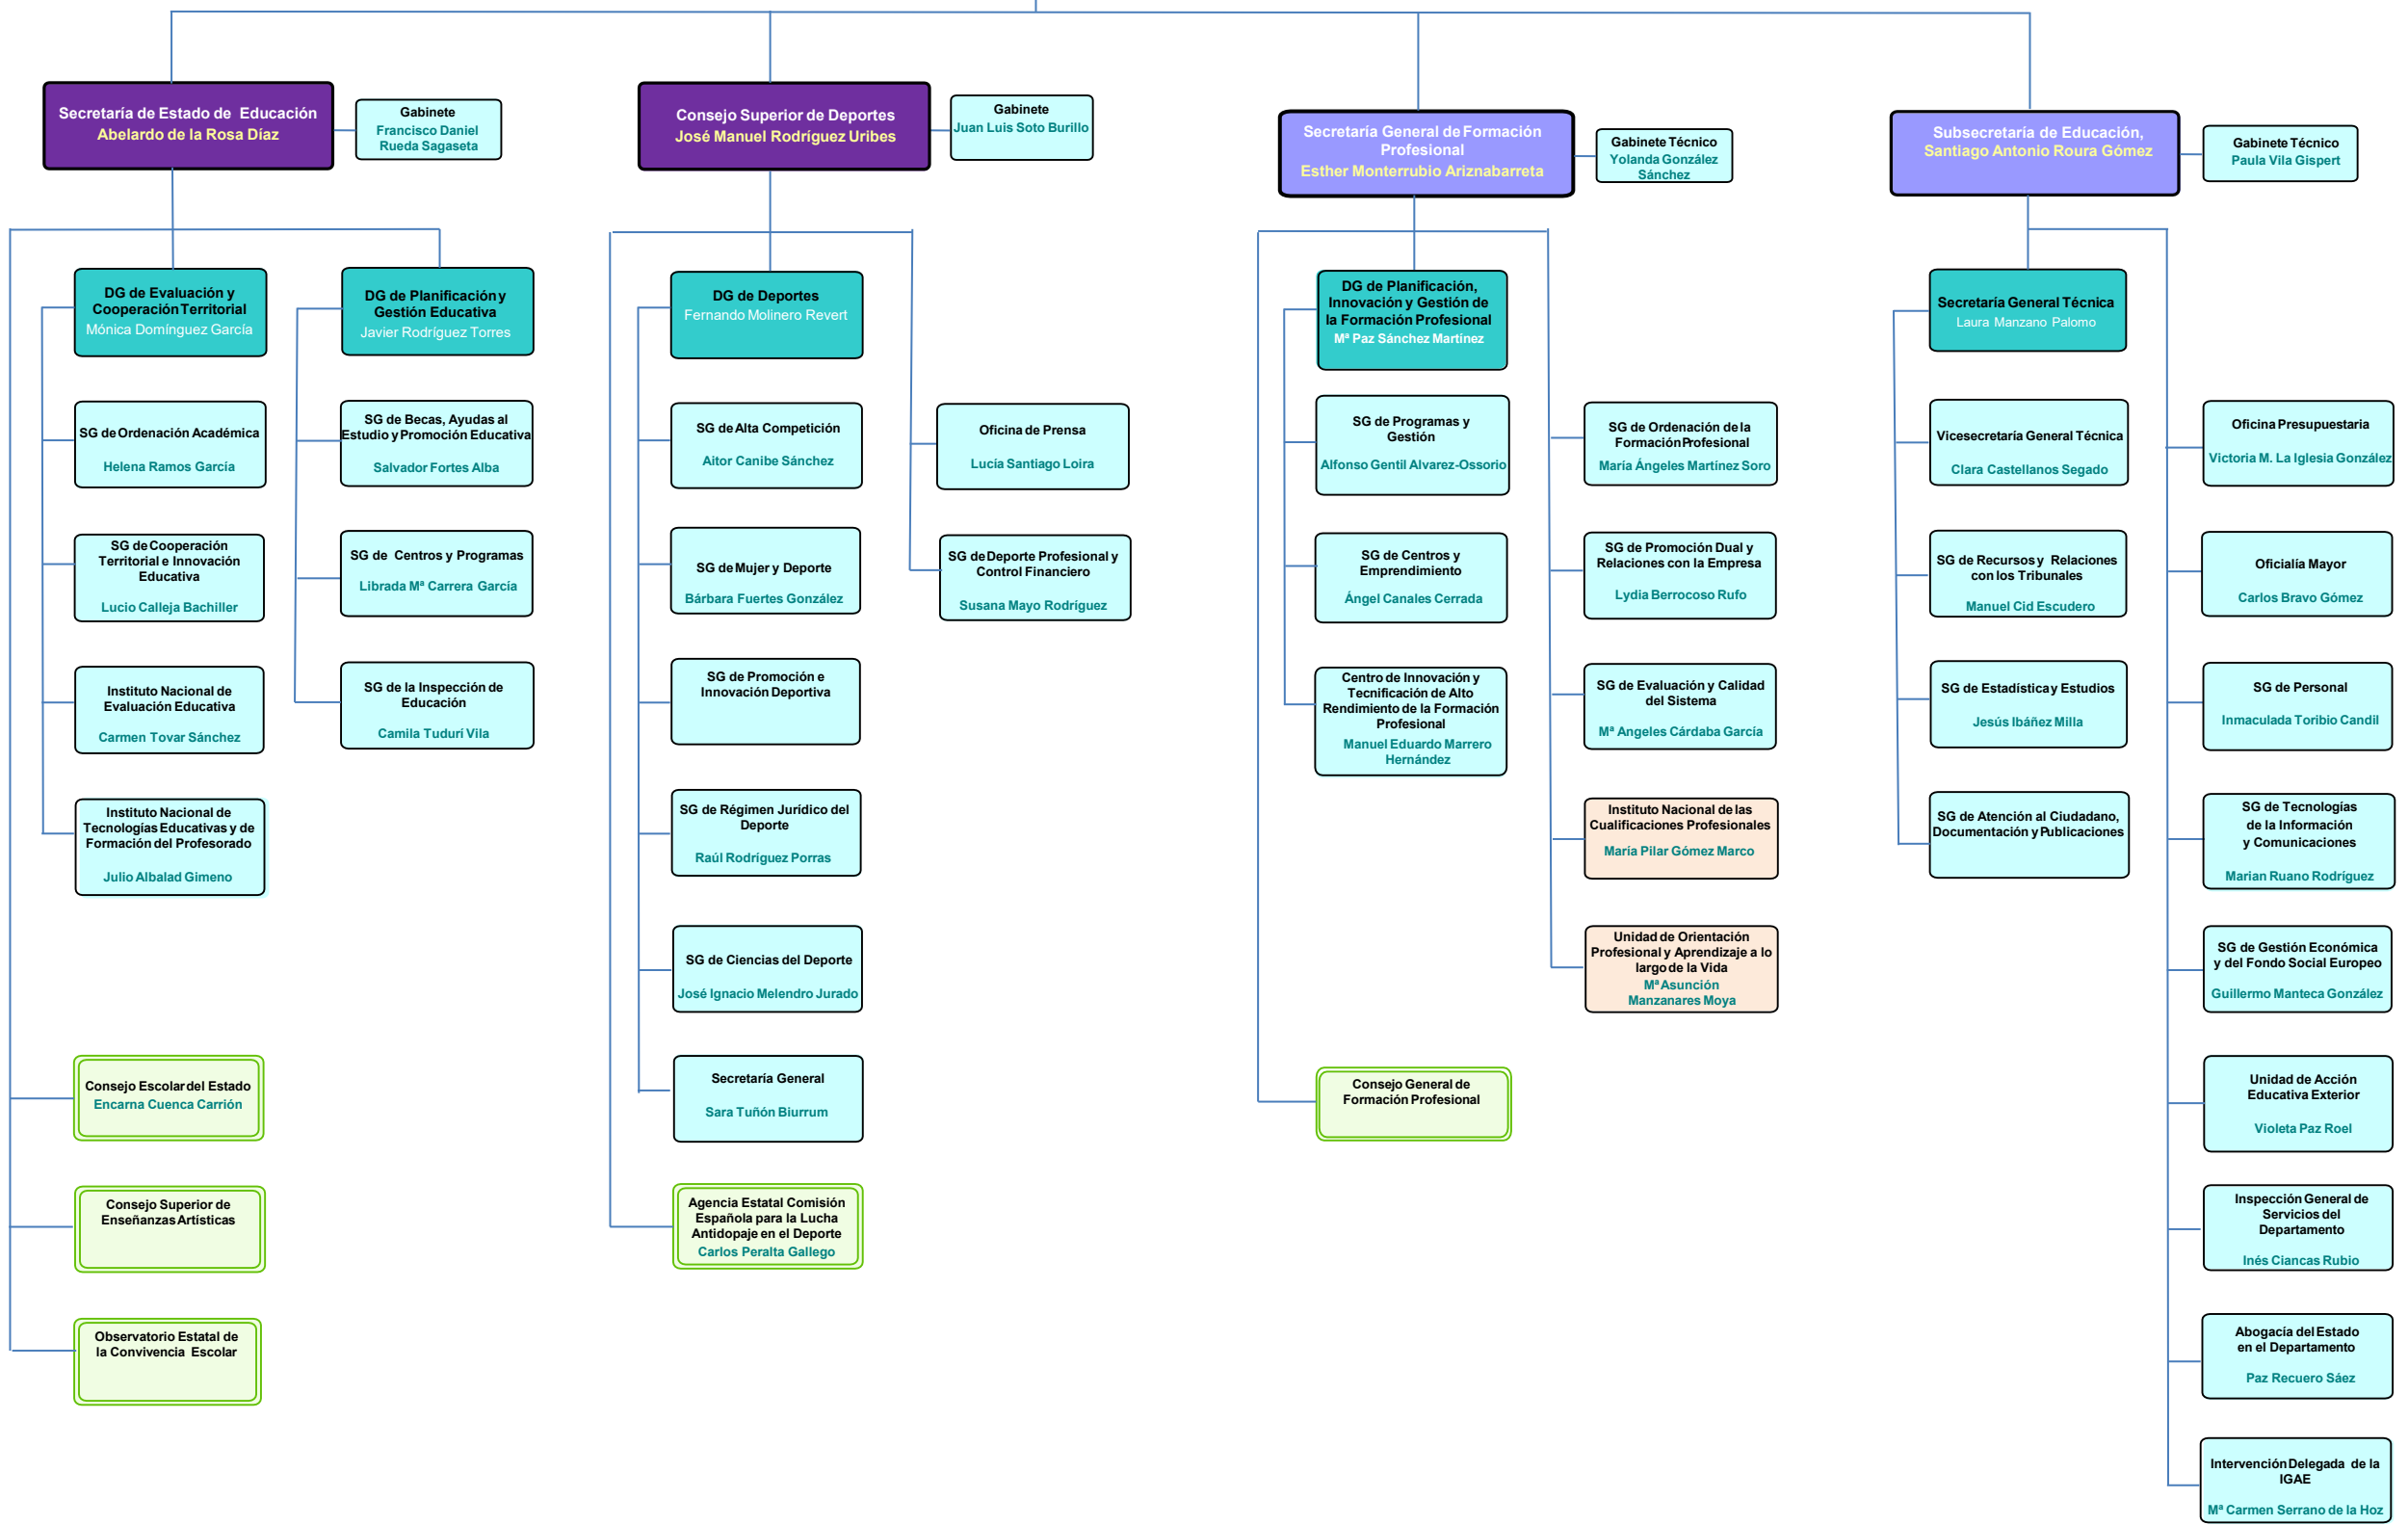 Secretaría de Estado de Educación
Abelardo de la Rosa Díaz
Gabinete
Francisco Daniel
Rueda Sagaseta
Consejo Superior de Deportes
José Manuel Rodríguez Uribes
Gabinete
Juan Luis Soto Burillo
Secretaría General de Formación
Profesional
Esther Monterrubio Ariznabarreta
Gabinete Técnico
Yolanda González
Sánchez
Subsecretaría de Educación,
Santiago Antonio Roura Gómez
Gabinete Técnico
Paula Vila Gispert
DG de Evaluación y
Cooperación Territorial
Mónica Domínguez García
SG de Ordenación Académica
Helena Ramos García
SG de Cooperación
Territorial e Innovación
Educativa
Lucio Calleja Bachiller
Instituto Nacional de
Evaluación Educativa
Carmen Tovar Sánchez
Instituto Nacional de
Tecnologías Educativas y de
Formación del Profesorado
Julio Albalad Gimeno
DG de Planificación y
Gestión Educativa
Javier Rodríguez Torres
SG de Becas, Ayudas al
Estudio y Promoción Educativa
Salvador Fortes Alba
SG de Centros y Programas
Librada Mª Carrera García
SG de la Inspección de
Educación
Camila Tudurí Vila
Consejo Escolar del Estado
Encarna Cuenca Carrión
Consejo Superior de
Enseñanzas Artísticas
Observatorio Estatal de
la Convivencia Escolar
DG de Deportes
Fernando Molinero Revert
SG de Alta Competición
Aitor Canibe Sánchez
SG de Mujer y Deporte
Bárbara Fuertes González
SG de Promoción e
Innovación Deportiva
SG de Régimen Jurídico del
Deporte
Raúl Rodríguez Porras
SG de Ciencias del Deporte
José Ignacio Melendro Jurado
Secretaría General
Sara Tuñón Biurrum
Agencia Estatal Comisión
Española para la Lucha
Antidopaje en el Deporte
Carlos Peralta Gallego
Oficina de Prensa
Lucía Santiago Loira
SG de Deporte Profesional y
Control Financiero
Susana Mayo Rodríguez
DG de Planificación,
Innovación y Gestión de
la Formación Profesional
Mª Paz Sánchez Martínez
SG de Programas y
Gestión
Alfonso Gentil Alvarez-Ossorio
SG de Centros y
Emprendimiento
Ángel Canales Cerrada
Centro de Innovación y
Tecnificación de Alto
Rendimiento de la Formación
Profesional
Manuel Eduardo Marrero
Hernández
Consejo General de
Formación Profesional
SG de Ordenación de la
Formación Profesional
María Ángeles Martínez Soro
SG de Promoción Dual y
Relaciones con la Empresa
Lydia Berrocoso Rufo
SG de Evaluación y Calidad
del Sistema
Mª Angeles Cárdaba García
Instituto Nacional de las
Cualificaciones Profesionales
María Pilar Gómez Marco
Unidad de Orientación
Profesional y Aprendizaje a lo
largo de la Vida
Mª Asunción
Manzanares Moya
Secretaría General Técnica
Laura Manzano Palomo
Vicesecretaría General Técnica
Clara Castellanos Segado
SG de Recursos y Relaciones
con los Tribunales
Manuel Cid Escudero
SG de Estadística y Estudios
Jesús Ibáñez Milla
SG de Atención al Ciudadano,
Documentación y Publicaciones
Oficina Presupuestaria
Victoria M. La Iglesia González
Oficialía Mayor
Carlos Bravo Gómez
SG de Personal
Inmaculada Toribio Candil
SG de Tecnologías
de la Información
y Comunicaciones
Marian Ruano Rodríguez
SG de Gestión Económica
y del Fondo Social Europeo
Guillermo Manteca González
Unidad de Acción
Educativa Exterior
Violeta Paz Roel
Inspección General de
Servicios del
Departamento
Inés Ciancas Rubio
Abogacía del Estado
en el Departamento
Paz Recuero Sáez
Intervención Delegada de la
IGAE
Mª Carmen Serrano de la Hoz